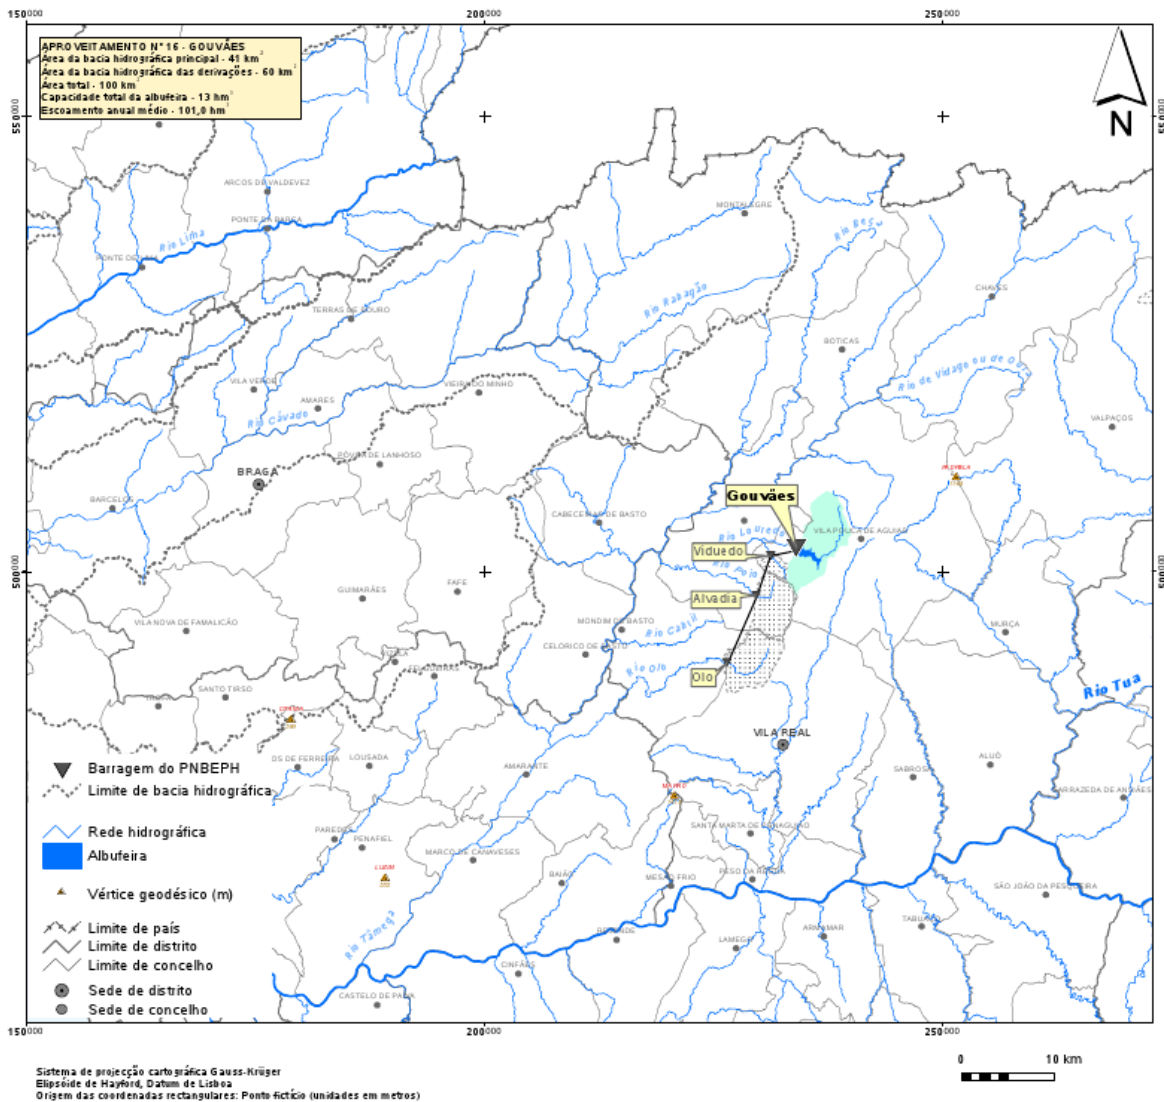 150000
200000
250000
APROVEITAMENTO Nº 16 - GOUVÃES
Área da bacia hidrográfica principal - 41 km²
Área da bacia hidrográfica das derivações - 60 km²
Área total - 100 km²
Capacidade total da albufeira - 13 hm³
Escoamento anual médio - 101,0 hm³
N
550000
550000
ARCOS DE VALDEVEZ
PONTE DA BARCA
Rio Lima
PONTE DE LIMA
MONTALEGRE
Rio Rabagão
CHAVES
TERRAS DE BOURO
BOTICAS
VILA VERDE
VIEIRA DO MINHO
AMARES
Rio Cávado
VALPAÇOS
PÓVOA DE LANHOSO
BRAGA
PADRELA
BARCELOS
Gouvães
CABECEIRAS DE BASTO
VILA POUCA DE AGUIAR
Rio Louredo
Viduedo
Rio Poio
500000
500000
GUIMARÃES
FAFE
Alvadia
VILA NOVA DE FAMALICÃO
MONDIM DE BASTO
Rio Cabril
MURÇA
CELORICO DE BASTO
Rio Olo
Olo
Rio Tua
SANTO TIRSO
VILA REAL
LOUSADA
AMARANTE
ALIJÓ
SABROSA
MARÃO
Barragem do PNBEPH
Limite de bacia hidrográfica
Rede hidrográfica
Albufeira
Vértice geodésico (m)
Limite de país
Limite de distrito
Limite de concelho
Sede de distrito
Sede de concelho
PAREDES
PENAFIEL
SANTA MARTA DE PENAGUIÃO
MARCO DE CANAVESES
BAIÃO
MESÃO FRIO
PESO DA RÉGUA
SÃO JOÃO DA PESQUEIRA
Rio Tâmega
RESENDE
LAMEGO
ARMAMAR
TABUAÇO
CINFÃES
CASTELO DE PAIVA
150000
200000
250000
0 10 km
Sistema de projecção cartográfica Gauss-Krüger
Elipsóide de Hayford, Datum de Lisboa
Origem das coordenadas rectangulares: Ponto fictício (unidades em metros)